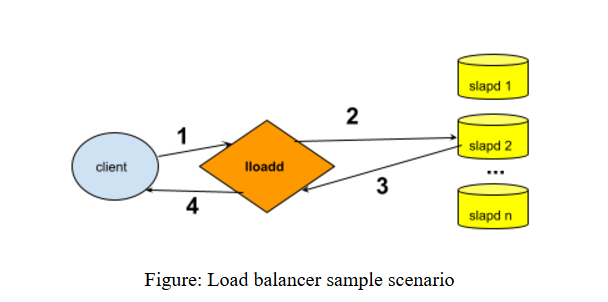 slapd 1
2
1
slapd 2
client
lloadd
...
3
4
slapd n
Figure: Load balancer sample scenario